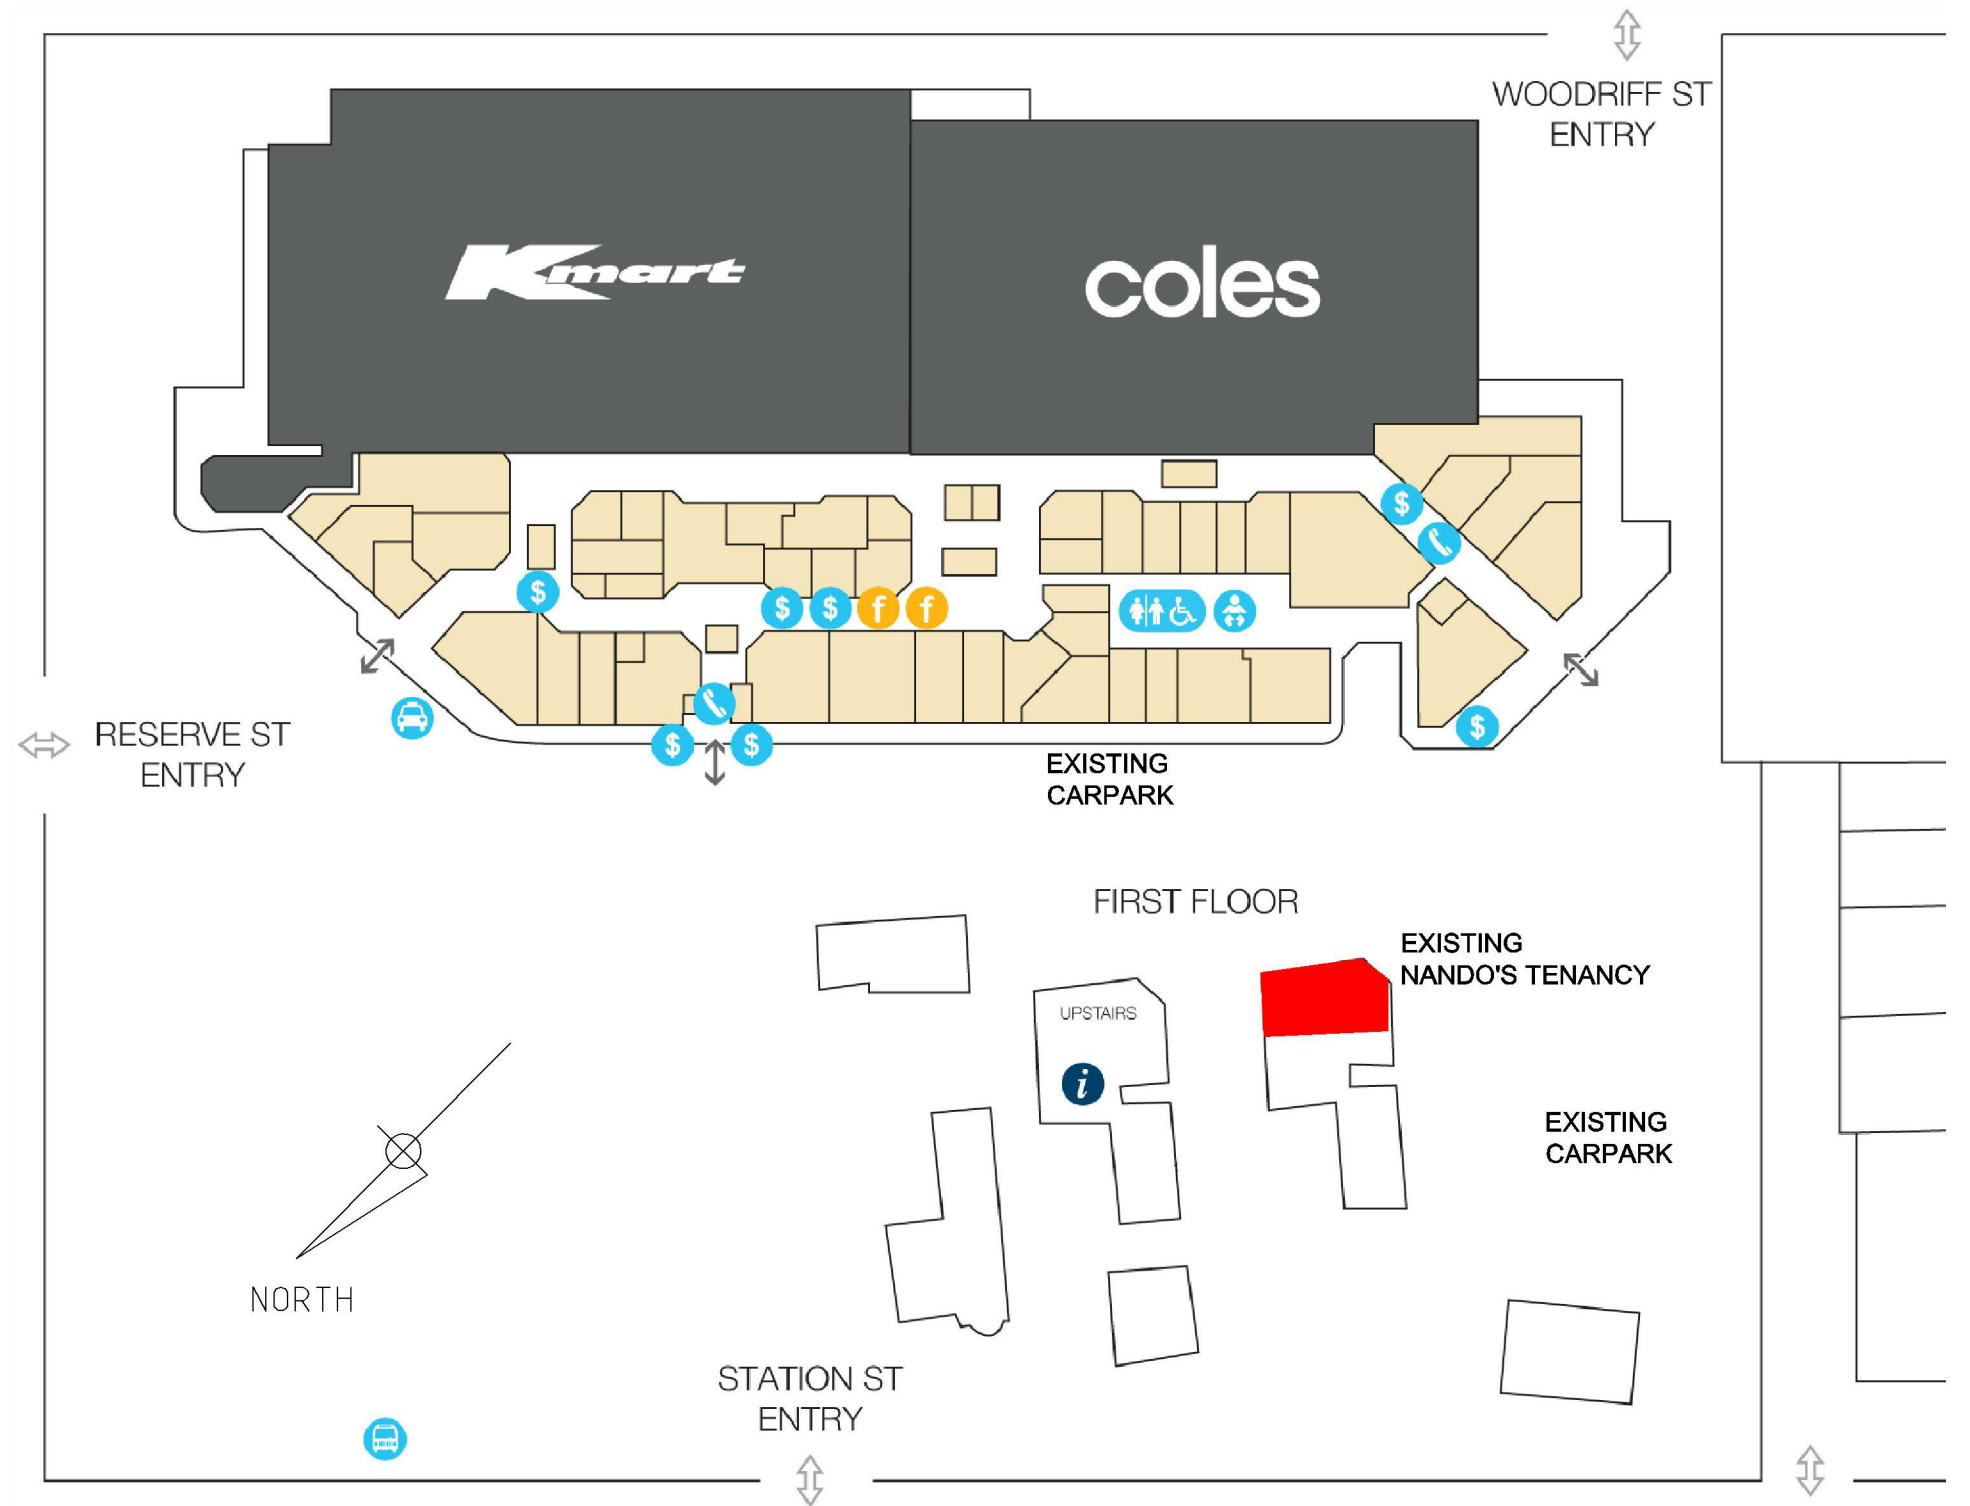 WOODRIFF ST
ENTRY
Kmart
coles
$
$
$
$
f
f
$
$
$
RESERVE ST
ENTRY
EXISTING
CARPARK
FIRST FLOOR
EXISTING
NANDO'S TENANCY
UPSTAIRS
i
EXISTING
CARPARK
NORTH
STATION ST
ENTRY